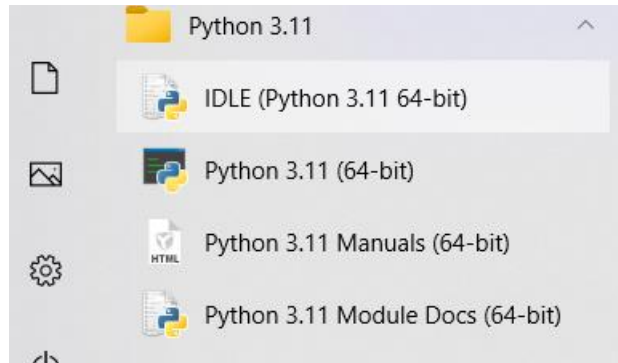 Python 3.11
IDLE (Python 3.11 64-bit)
Python 3.11 (64-bit)
HTML
Python 3.11 Manuals (64-bit)
Python 3.11 Module Docs (64-bit)